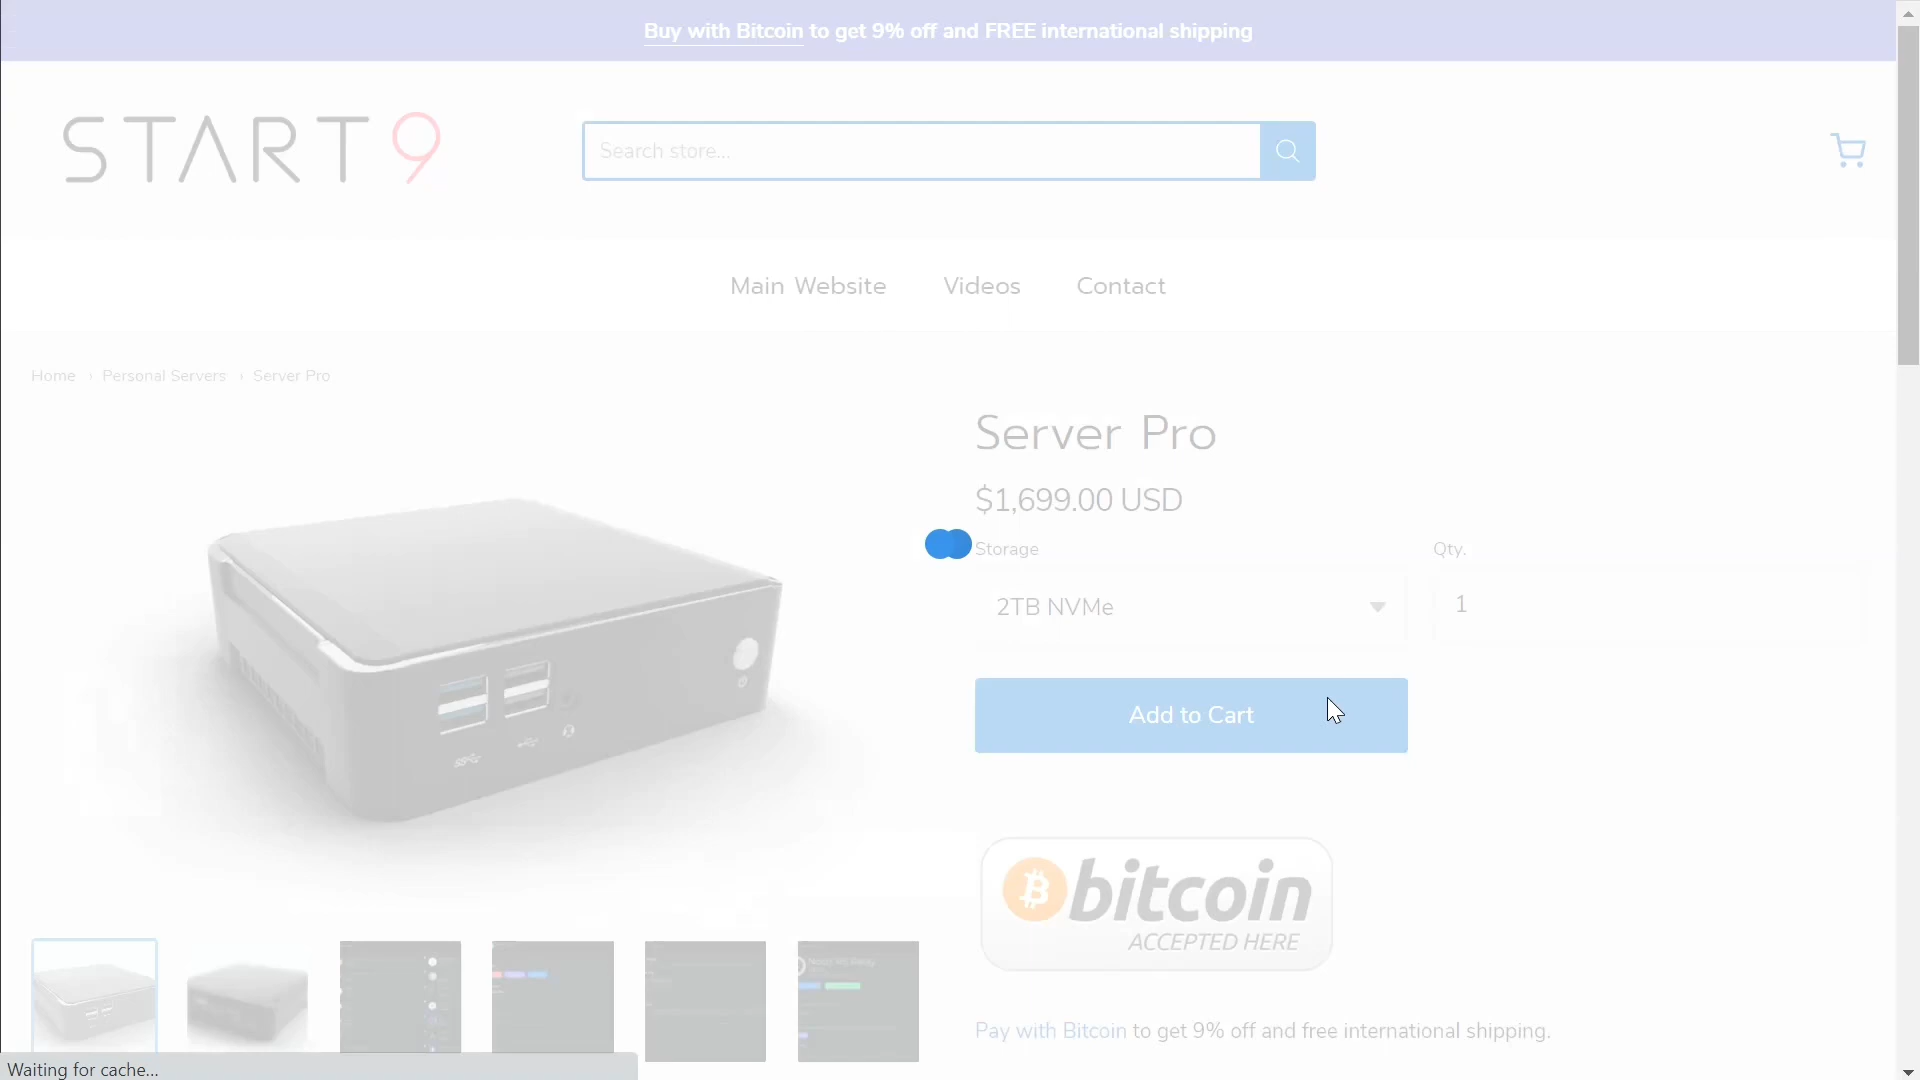 Buy with Bitcoin to get 9% off and FREE international shipping
START9
Search store...
Main Website Videos Contact
Home › Personal Servers › Server Pro
Server Pro
$1,699.00 USD
Storage Qty.
2TB NVMe 1
Add to Cart
bitcoin
ACCEPTED HERE
Pay with Bitcoin to get 9% off and free international shipping.
Waiting for cache...